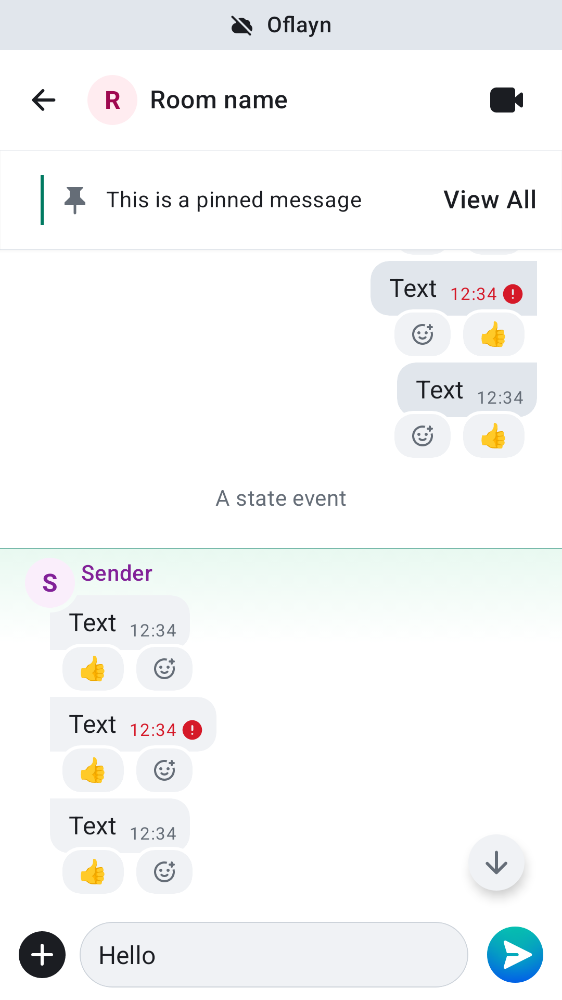 Oflayn
R Room name
This is a pinned message View All
Text 12:34
Text 12:34
A state event
S Sender
Text 12:34
Text 12:34
Text 12:34
Hello